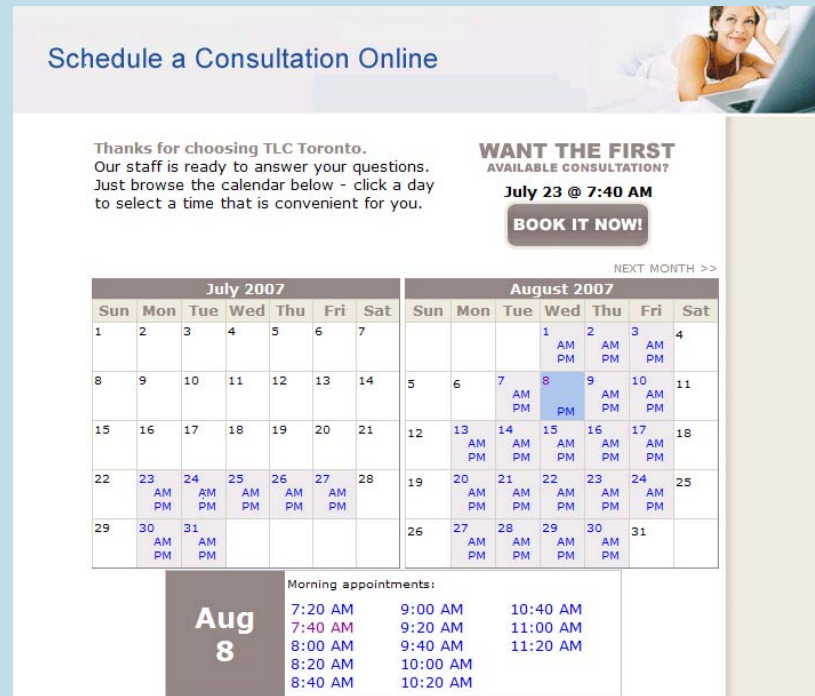 Schedule a Consultation Online
Thanks for choosing TLC Toronto.
Our staff is ready to answer your questions.
Just browse the calendar below - click a day
to select a time that is convenient for you.
WANT THE FIRST
AVAILABLE CONSULTATION?
July 23 @ 7:40 AM
BOOK IT NOW!
NEXT MONTH >>
July 2007
Sun Mon Tue Wed Thu Fri Sat
1 2 3 4 5 6 7
8 9 10 11 12 13 14
15 16 17 18 19 20 21
22 23 24 25 26 27 28
AM AM AM AM AM
PM PM PM PM PM
29 30 31
AM AM
PM PM
August 2007
Sun Mon Tue Wed Thu Fri Sat
1 2 3 4
AM AM AM
PM PM PM
5 6 7 8 9 10 11
AM AM AM
PM PM PM PM
12 13 14 15 16 17 18
AM AM AM AM AM
PM PM PM PM PM
19 20 21 22 23 24 25
AM AM AM AM AM
PM PM PM PM PM
26 27 28 29 30 31
AM AM AM AM
PM PM PM PM
Aug
8
Morning appointments:
7:20 AM 9:00 AM 10:40 AM
7:40 AM 9:20 AM 11:00 AM
8:00 AM 9:40 AM 11:20 AM
8:20 AM 10:00 AM
8:40 AM 10:20 AM